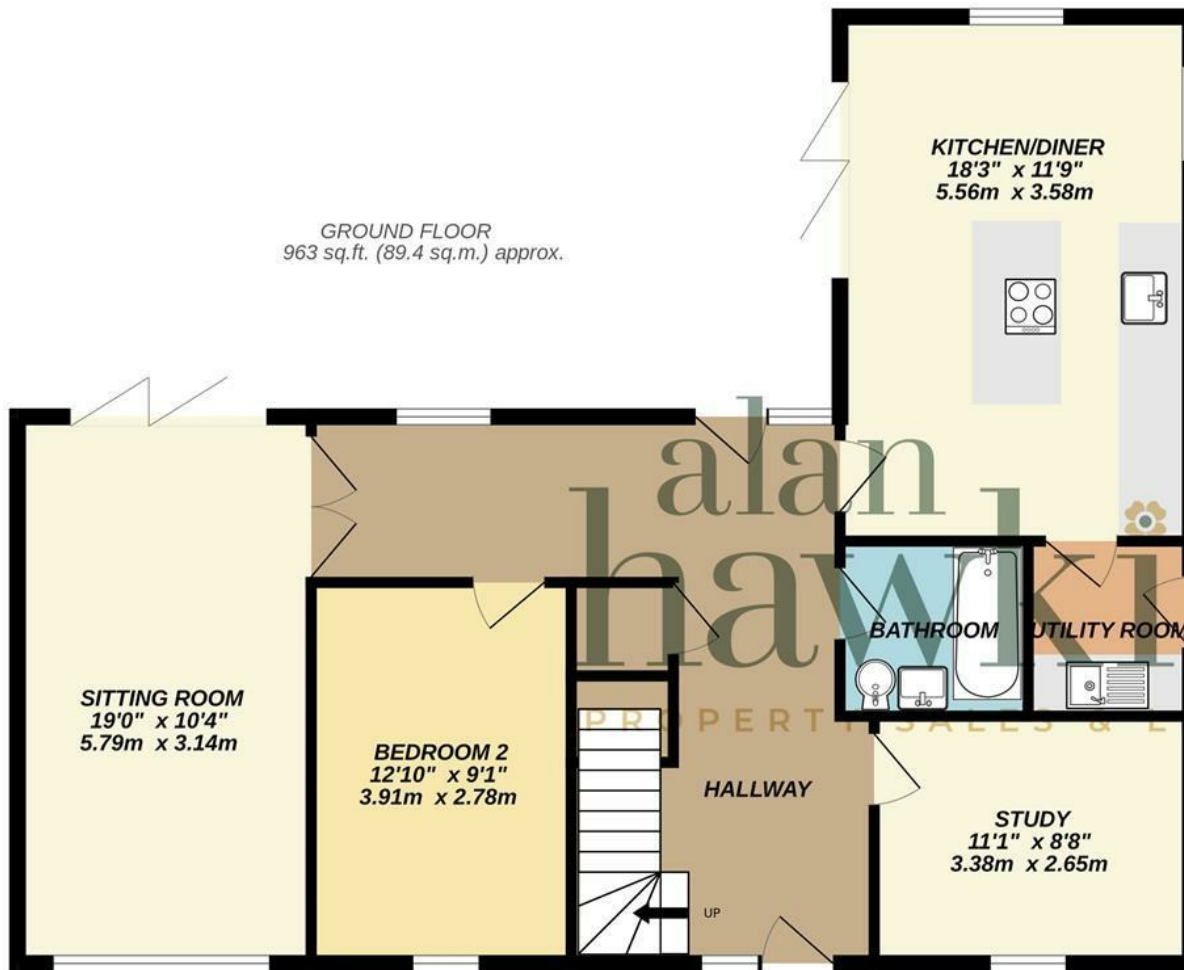 KITCHEN/DINER
18'3" x 11'9"
5.56m x 3.58m
GROUND FLOOR
963 sq.ft. (89.4 sq.m.) approx.
alan
hawki
PROPERTY SALES & L
BATHROOM
UTILITY ROOM
SITTING ROOM
19'0" x 10'4"
5.79m x 3.14m
BEDROOM 2
12'10" x 9'1"
3.91m x 2.78m
HALLWAY
STUDY
11'1" x 8'8"
3.38m x 2.65m
UP